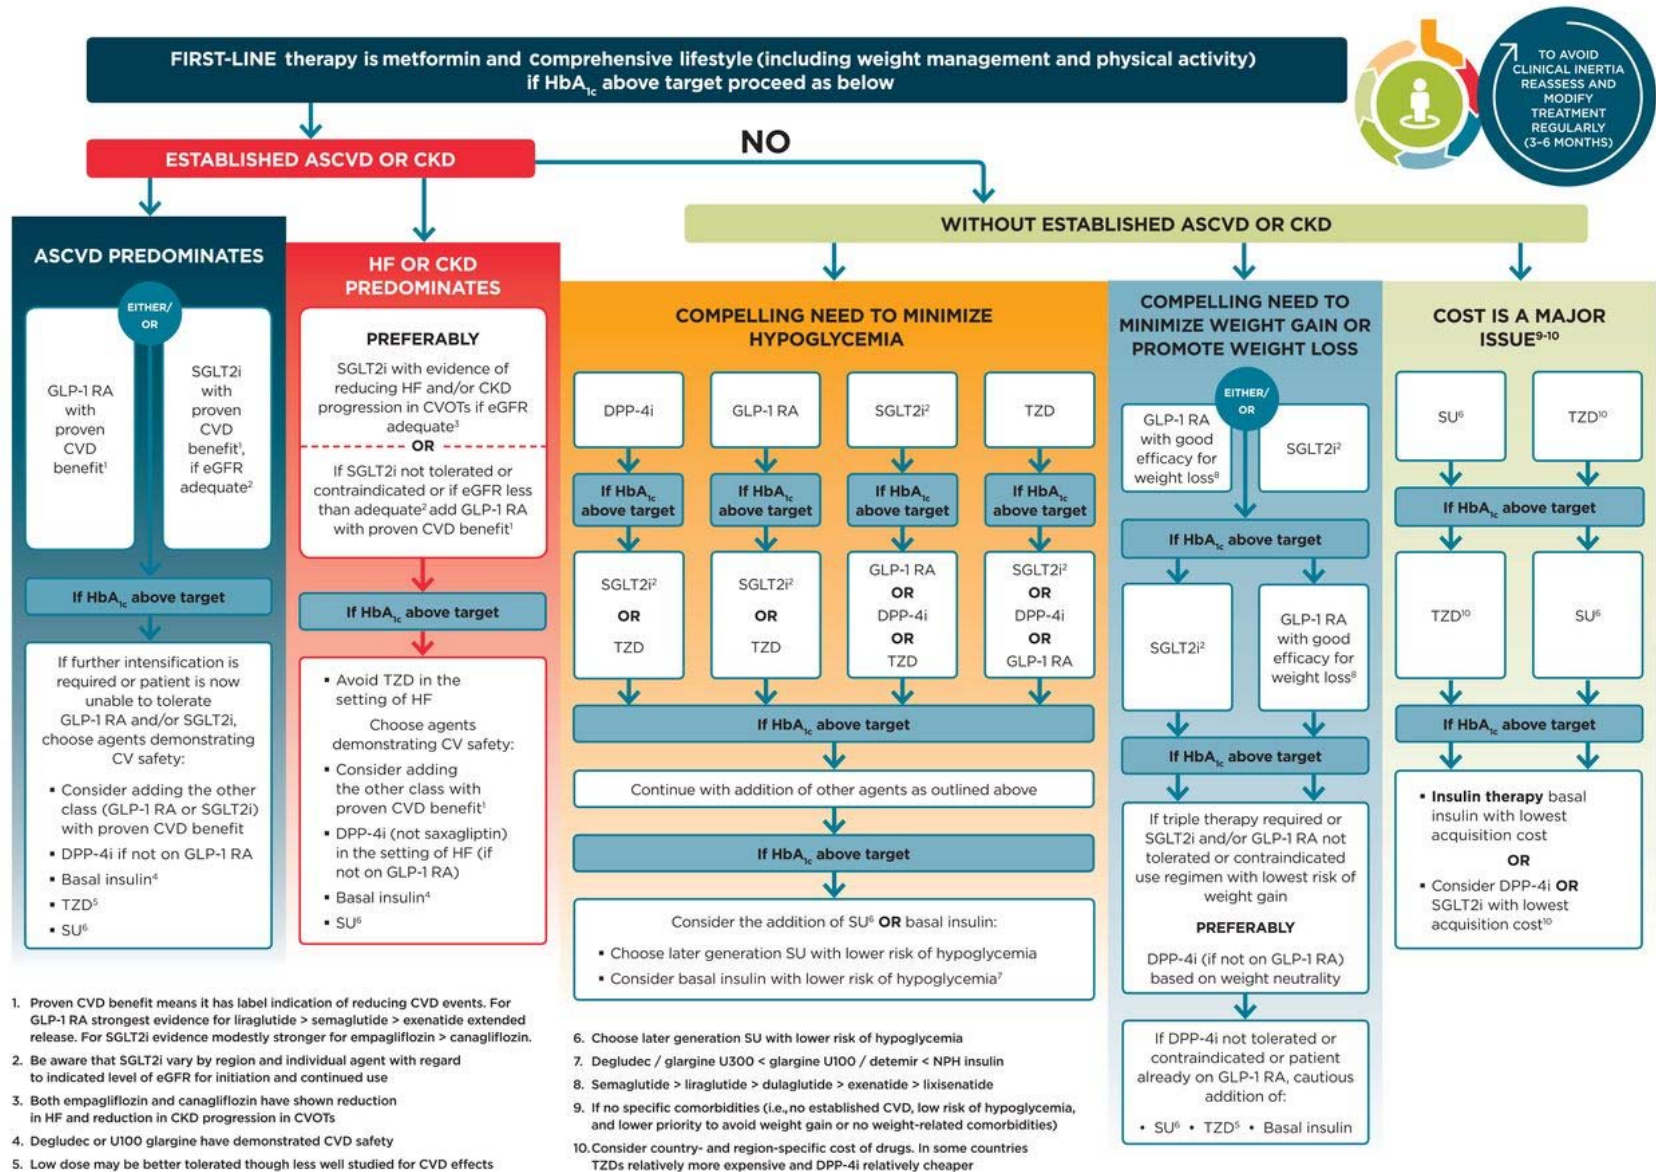 FIRST-LINE therapy is metformin and comprehensive lifestyle (including weight management and physical activity)
if HbA1c above target proceed as below
TO AVOID
CLINICAL INERTIA
REASSESS AND
MODIFY
TREATMENT
REGULARLY
(3–6 MONTHS)
ESTABLISHED ASCVD OR CKD
NO
WITHOUT ESTABLISHED ASCVD OR CKD
ASCVD PREDOMINATES
EITHER/
OR
GLP-1 RA
with
proven
CVD
benefit¹
SGLT2i
with
proven
CVD
benefit¹,
if eGFR
adequate²
If HbA1c above target
If further intensification is
required or patient is now
unable to tolerate
GLP-1 RA and/or SGLT2i,
choose agents demonstrating
CV safety:
▪ Consider adding the other
class (GLP-1 RA or SGLT2i)
with proven CVD benefit
▪ DPP-4i if not on GLP-1 RA
▪ Basal insulin⁴
▪ TZD⁵
▪ SU⁶
HF OR CKD
PREDOMINATES
PREFERABLY
SGLT2i with evidence of
reducing HF and/or CKD
progression in CVOTs if eGFR
adequate³
OR
If SGLT2i not tolerated or
contraindicated or if eGFR less
than adequate² add GLP-1 RA
with proven CVD benefit¹
If HbA1c above target
▪ Avoid TZD in the
setting of HF
Choose agents
demonstrating CV safety:
▪ Consider adding
the other class with
proven CVD benefit¹
▪ DPP-4i (not saxagliptin)
in the setting of HF (if
not on GLP-1 RA)
▪ Basal insulin⁴
▪ SU⁶
COMPELLING NEED TO MINIMIZE
HYPOGLYCEMIA
DPP-4i
If HbA1c
above target
SGLT2i²
OR
TZD
GLP-1 RA
If HbA1c
above target
SGLT2i²
OR
TZD
SGLT2i²
If HbA1c
above target
GLP-1 RA
OR
DPP-4i
OR
TZD
TZD
If HbA1c
above target
SGLT2i²
OR
DPP-4i
OR
GLP-1 RA
If HbA1c above target
Continue with addition of other agents as outlined above
If HbA1c above target
Consider the addition of SU⁶ OR basal insulin:
▪ Choose later generation SU with lower risk of hypoglycemia
▪ Consider basal insulin with lower risk of hypoglycemia⁷
COMPELLING NEED TO
MINIMIZE WEIGHT GAIN OR
PROMOTE WEIGHT LOSS
EITHER/
OR
GLP-1 RA
with good
efficacy for
weight loss⁸
SGLT2i²
If HbA1c above target
SGLT2i²
GLP-1 RA
with good
efficacy for
weight loss⁸
If HbA1c above target
If triple therapy required or
SGLT2i and/or GLP-1 RA not
tolerated or contraindicated
use regimen with lowest risk of
weight gain
PREFERABLY
DPP-4i (if not on GLP-1 RA)
based on weight neutrality
If DPP-4i not tolerated or
contraindicated or patient
already on GLP-1 RA, cautious
addition of:
• SU⁶ • TZD⁵ • Basal insulin
COST IS A MAJOR
ISSUE⁹⁻¹⁰
SU⁶
TZD¹⁰
If HbA1c above target
TZD¹⁰
SU⁶
If HbA1c above target
▪ Insulin therapy basal
insulin with lowest
acquisition cost
OR
▪ Consider DPP-4i OR
SGLT2i with lowest
acquisition cost¹⁰
1. Proven CVD benefit means it has label indication of reducing CVD events. For
GLP-1 RA strongest evidence for liraglutide > semaglutide > exenatide extended
release. For SGLT2i evidence modestly stronger for empagliflozin > canagliflozin.
2. Be aware that SGLT2i vary by region and individual agent with regard
to indicated level of eGFR for initiation and continued use
3. Both empagliflozin and canagliflozin have shown reduction
in HF and reduction in CKD progression in CVOTs
4. Degludec or U100 glargine have demonstrated CVD safety
5. Low dose may be better tolerated though less well studied for CVD effects
6. Choose later generation SU with lower risk of hypoglycemia
7. Degludec / glargine U300 < glargine U100 / detemir < NPH insulin
8. Semaglutide > liraglutide > dulaglutide > exenatide > lixisenatide
9. If no specific comorbidities (i.e., no established CVD, low risk of hypoglycemia,
and lower priority to avoid weight gain or no weight-related comorbidities)
10. Consider country- and region-specific cost of drugs. In some countries
TZDs relatively more expensive and DPP-4i relatively cheaper